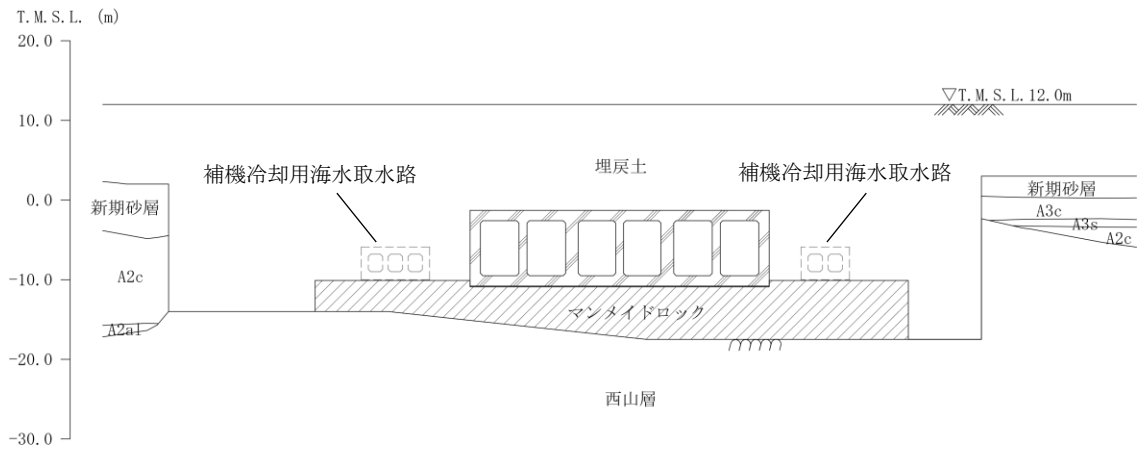 T.M.S.L. (m)
20.0
▽T.M.S.L.12.0m
10.0
埋戻土
補機冷却用海水取水路
補機冷却用海水取水路
新期砂層
0.0
新期砂層
A3c
A3s
A2c
A2c
-10.0
マンメイドロック
A2a1
-20.0
西山層
-30.0